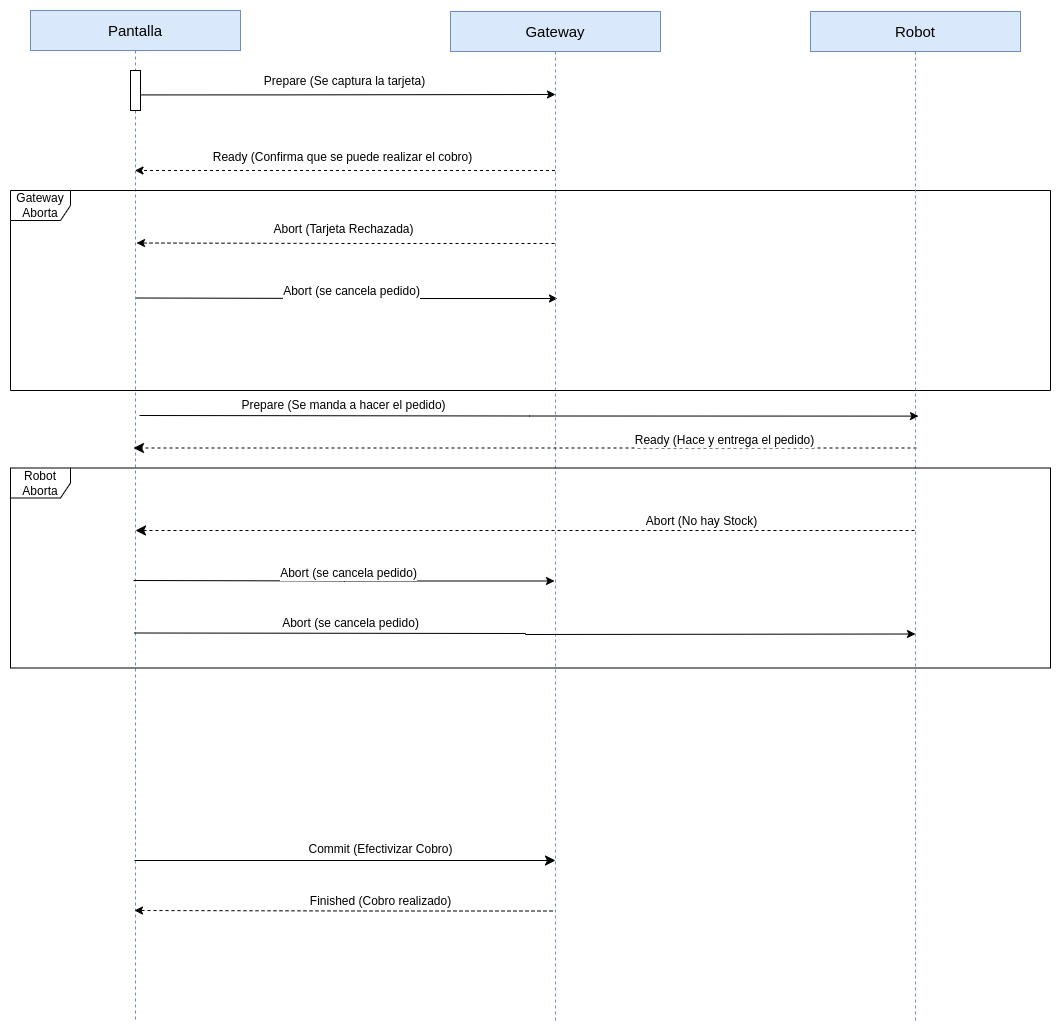 Pantalla
Gateway
Robot
Prepare (Se captura la tarjeta)
Ready (Confirma que se puede realizar el cobro)
Gateway
Aborta
Abort (Tarjeta Rechazada)
Abort (se cancela pedido)
Prepare (Se manda a hacer el pedido)
Ready (Hace y entrega el pedido)
Robot
Aborta
Abort (No hay Stock)
Abort (se cancela pedido)
Abort (se cancela pedido)
Commit (Efectivizar Cobro)
Finished (Cobro realizado)